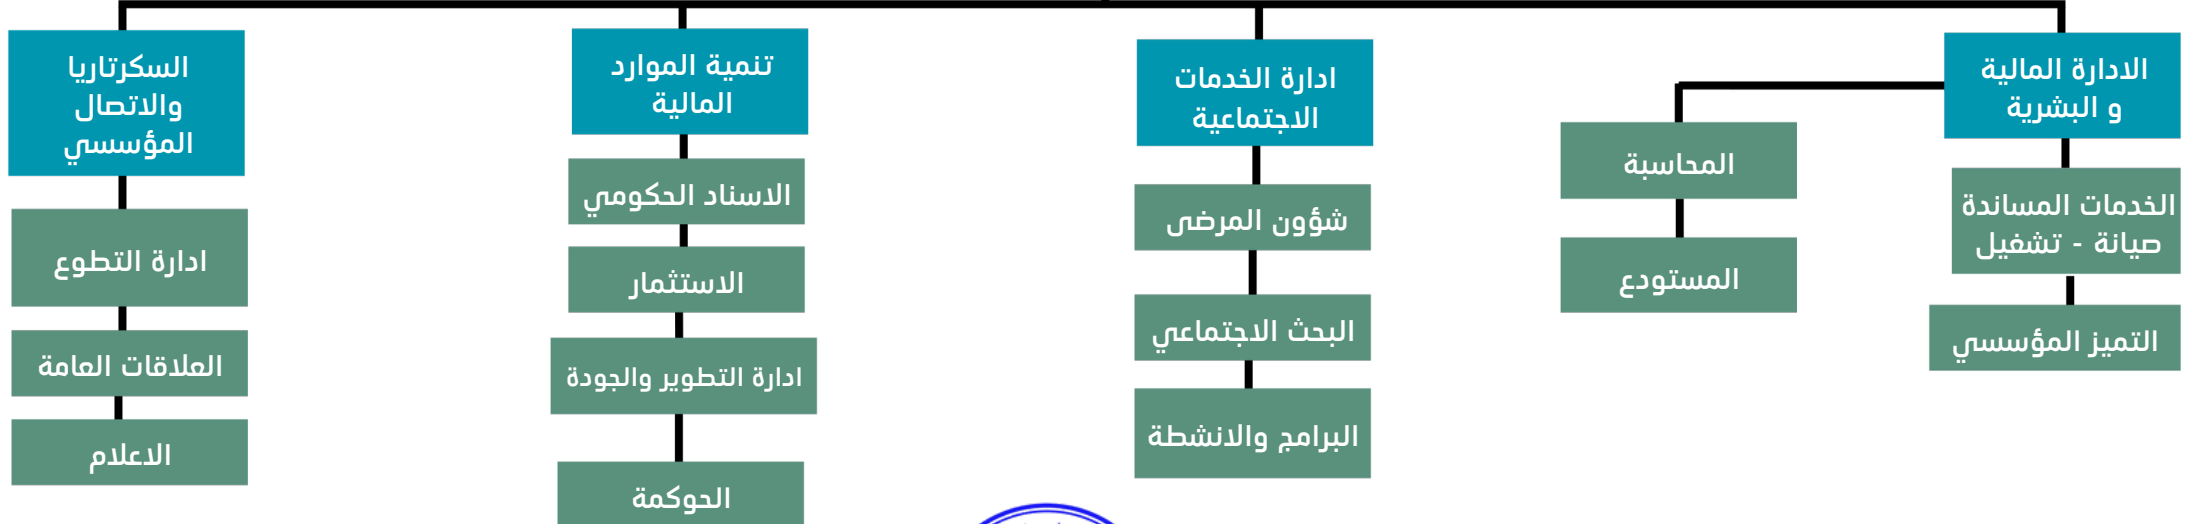 الادارة المالية
و البشرية
المحاسبة
المستودع
الخدمات المساندة
صيانة - تشغيل
التميز المؤسسي
ادارة الخدمات
الاجتماعية
شؤون المرضى
البحث الاجتماعي
البرامج والانشطة
تنمية الموارد
المالية
الاسناد الحكومي
الاستثمار
ادارة التطوير والجودة
الحوكمة
السكرتاريا
والاتصال
المؤسسي
ادارة التطوع
العلاقات العامة
الاعلام